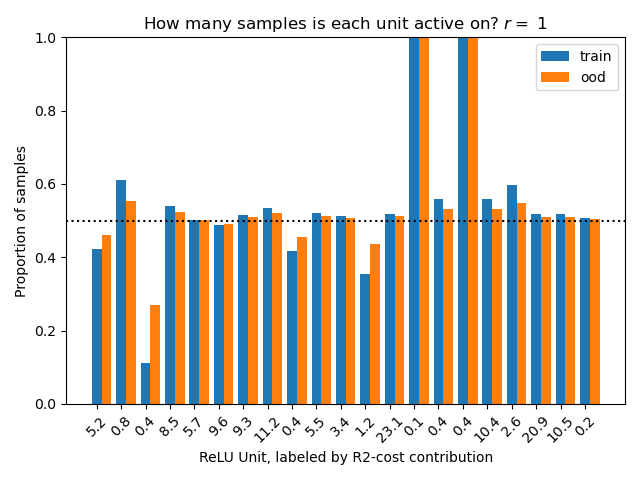 How many samples is each unit active on? r = 1
1.0
0.8
0.6
0.4
0.2
0.0
Proportion of samples
train
ood
5.2 0.8 0.4 8.5 5.7 9.6 9.3 11.2 0.4 5.5 3.4 1.2 23.1 0.1 0.4 0.4 10.4 2.6 20.9 10.5 0.2
ReLU Unit, labeled by R2-cost contribution